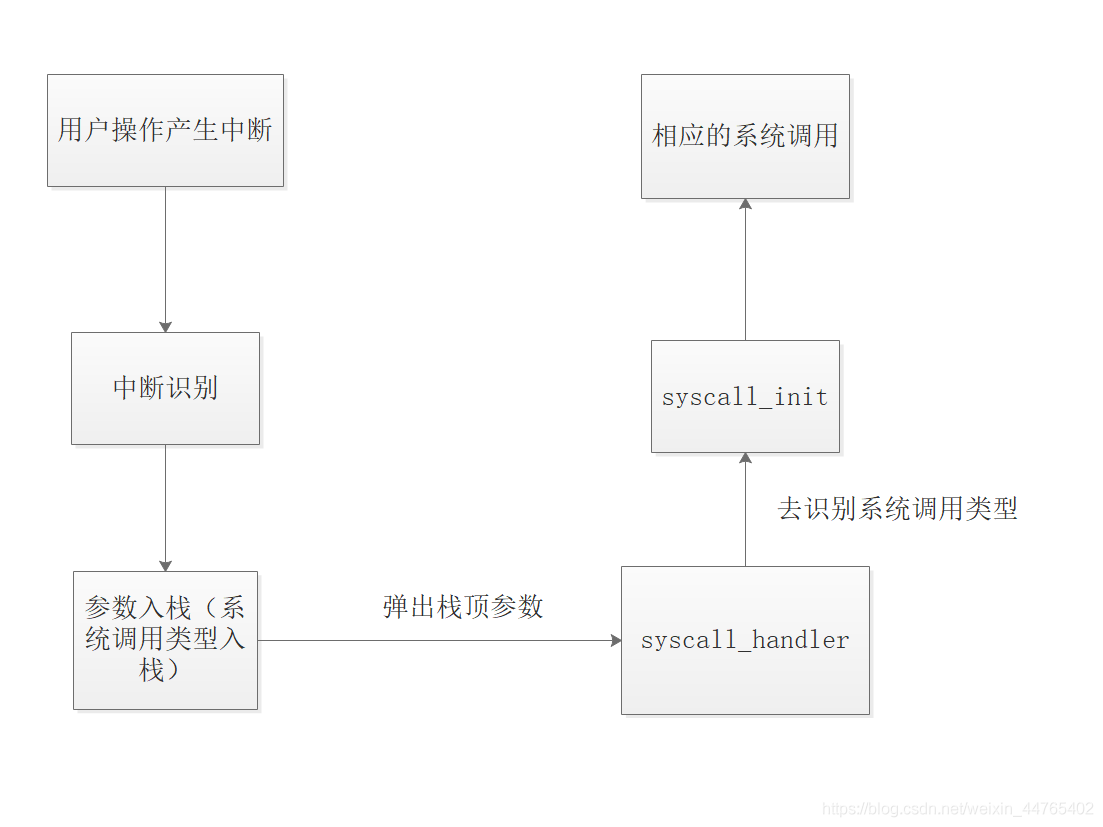 用户操作产生中断
相应的系统调用
中断识别
syscall_init
去识别系统调用类型
参数入栈（系
统调用类型入
栈）
弹出栈顶参数
syscall_handler
https://blog.csdn.net/weixin_44765402